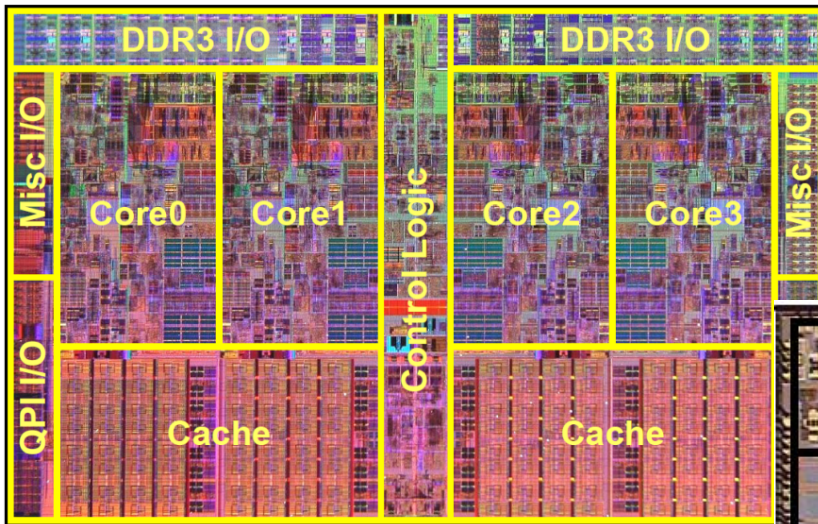 DDR3 I/O
DDR3 I/O
Misc I/O
Core0
Core1
Control Logic
Core2
Core3
Misc I/O
QPI I/O
Cache
Cache